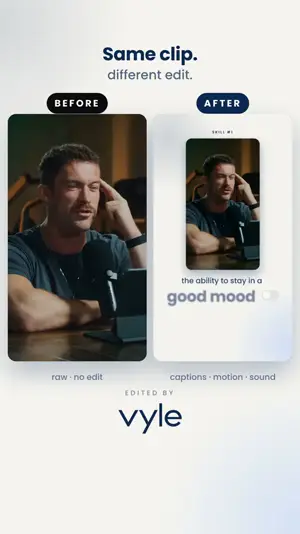 Same clip.
different edit.
BEFORE
AFTER
SKILL #1
the ability to stay in a
good mood
raw · no edit
captions · motion · sound
EDITED BY
vyle